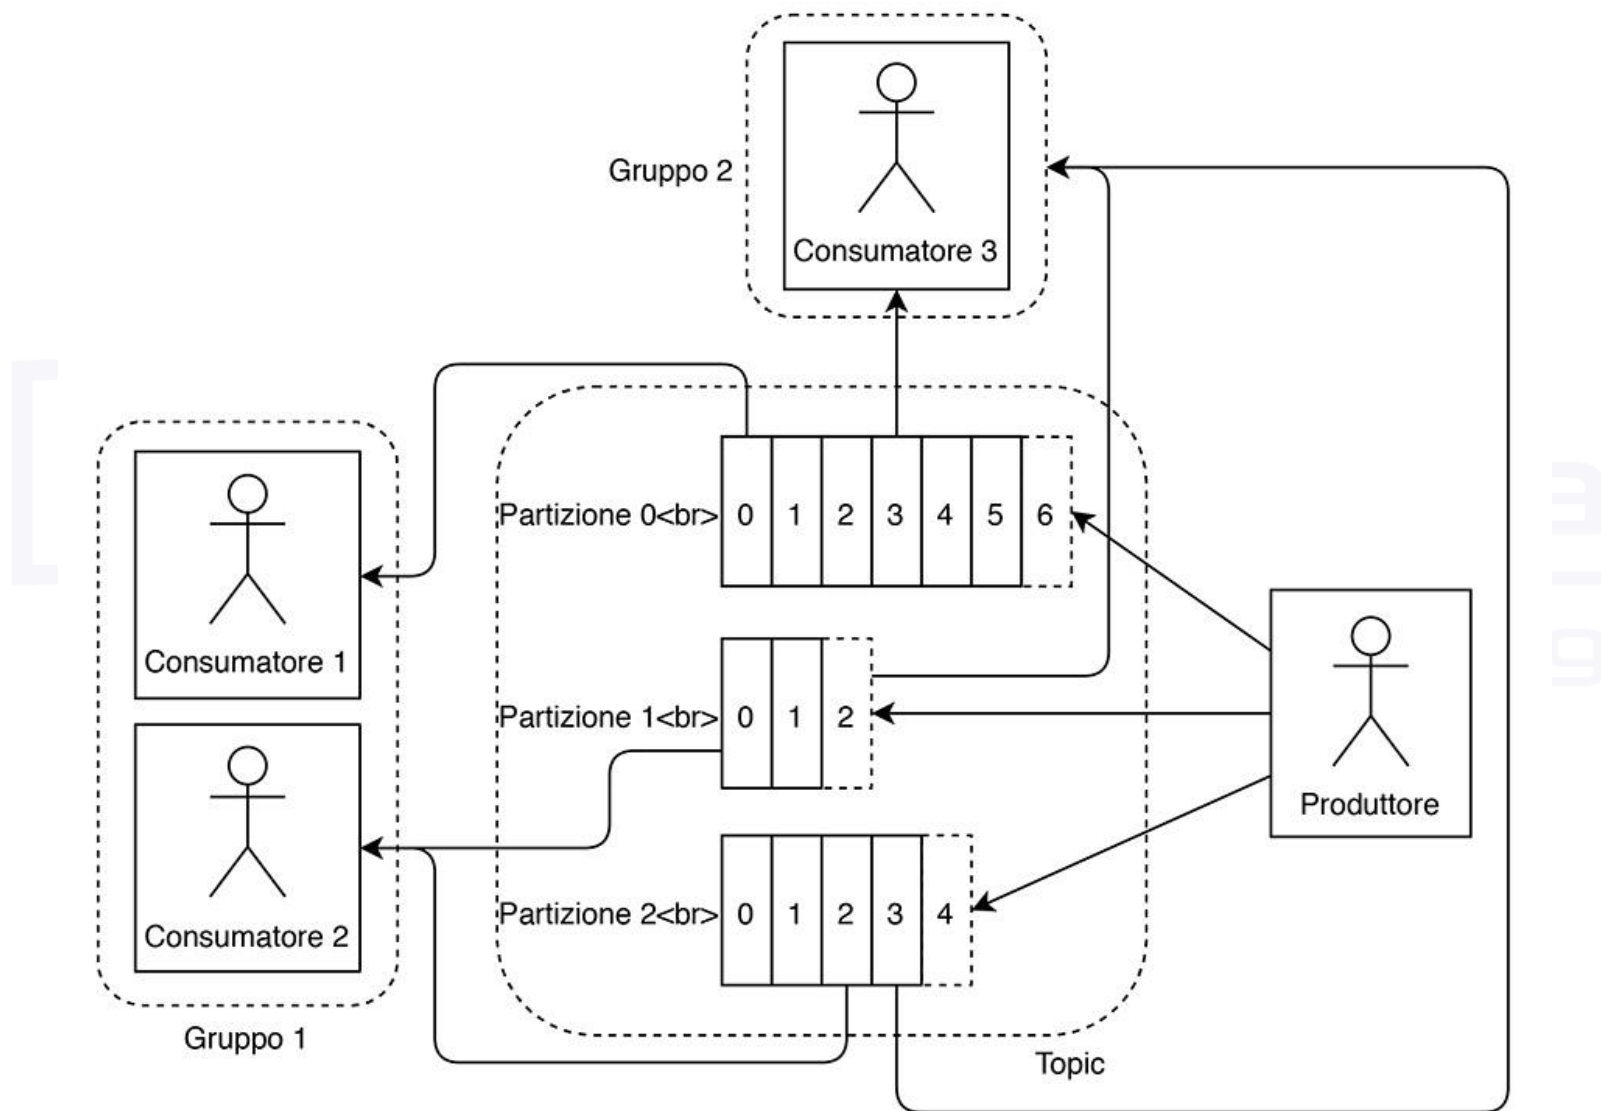 Gruppo 2
Consumatore 3
Partizione 0<br> 0 1 2 3 4 5 6
Consumatore 1
Partizione 1<br> 0 1 2
Produttore
Partizione 2<br> 0 1 2 3 4
Consumatore 2
Gruppo 1
Topic